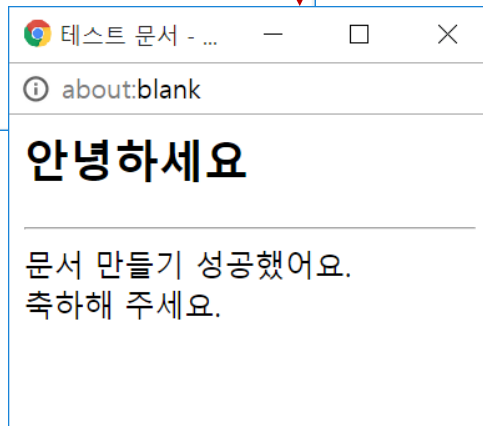 테스트 문서 - ...
about:blank
안녕하세요
문서 만들기 성공했어요.
축하해 주세요.